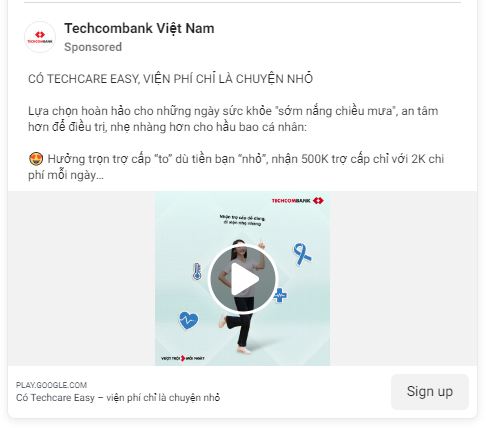 TECHCOMBANK
Techcombank Việt Nam
Sponsored
CÓ TECHCARE EASY, VIỆN PHÍ CHỈ LÀ CHUYỆN NHỎ
Lựa chọn hoàn hảo cho những ngày sức khỏe "sớm nắng chiều mưa", an tâm
hơn để điều trị, nhẹ nhàng hơn cho hầu bao cá nhân:
😍 Hưởng trọn trợ cấp “to” dù tiền bạn “nhỏ”, nhận 500K trợ cấp chỉ với 2K chi
phí mỗi ngày...
TECHCOMBANK
Nhận trợ cấp dễ dàng,
đi viện nhẹ nhàng
VƯỢT TRỘI MỖI NGÀY
PLAY.GOOGLE.COM
Có Techcare Easy – viện phí chỉ là chuyện nhỏ
Sign up